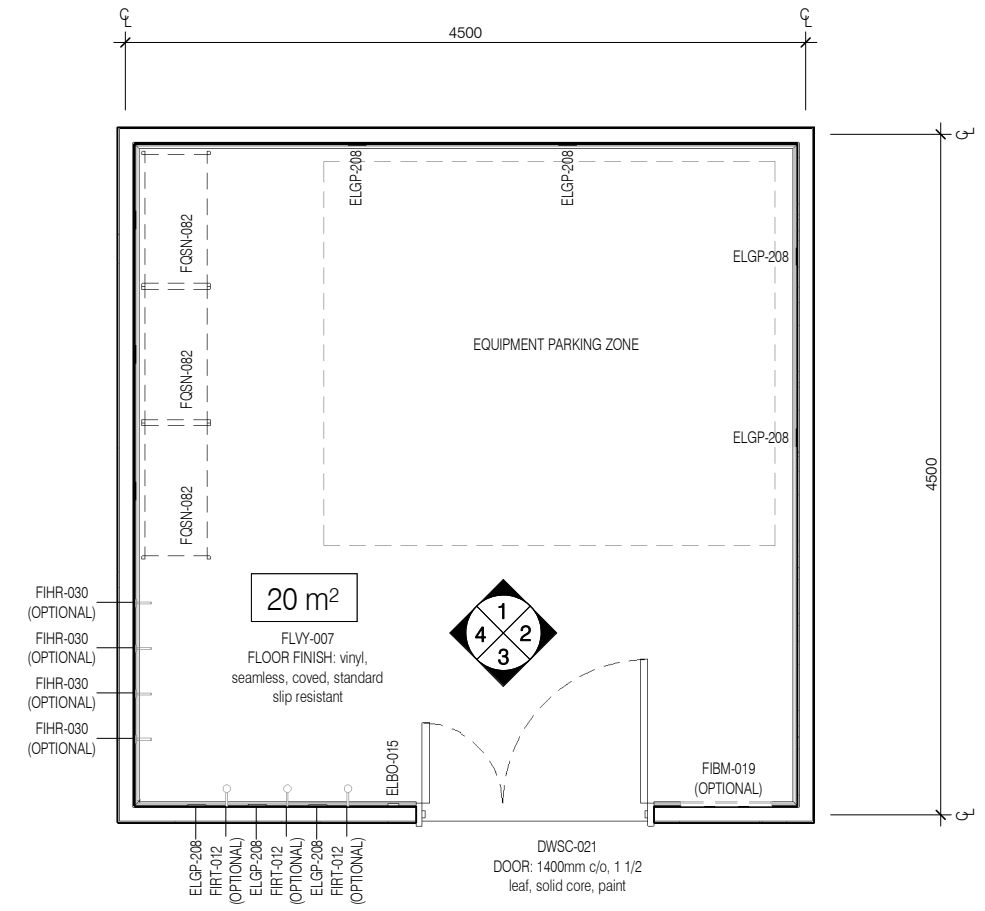 CL
CL
4500
ELGP-208
ELGP-208
FQSN-082
ELGP-208
EQUIPMENT PARKING ZONE
FQSN-082
ELGP-208
4500
FQSN-082
FIHR-030
(OPTIONAL)
FIHR-030
(OPTIONAL)
FIHR-030
(OPTIONAL)
FIHR-030
(OPTIONAL)
20 m²
FLVY-007
FLOOR FINISH: vinyl,
seamless, coved, standard
slip resistant
1
4 2
3
ELBO-015
FIBM-019
(OPTIONAL)
ELGP-208
FIRT-012
(OPTIONAL)
ELGP-208
FIRT-012
(OPTIONAL)
ELGP-208
FIRT-012
(OPTIONAL)
DWSC-021
DOOR: 1400mm c/o, 1 1/2
leaf, solid core, paint
CL
CL